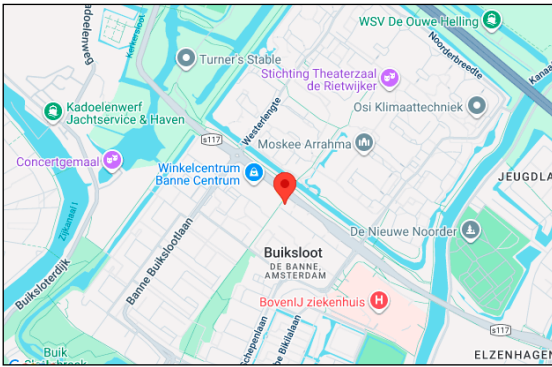 WSV De Ouwe Helling
Kadoelenweg
Kerkersloot
Turner's Stable
Noorderbreedte
Stichting Theaterzaal
de Rietwijker
Kadoelenwerf
Jachtservice & Haven
Westerlengte
Osi Klimaattechniek
s117
Moskee Arrahma
Concertgemaal
Winkelcentrum
Banne Centrum
JEUGDLA
Zijkanaal I
Banne Buikslootlaan
De Nieuwe Noorder
Buiksloot
DE BANNE,
AMSTERDAM
Buiksloterdijk
BovenIJ ziekenhuis
s117
Buik
ELZENHAGEN